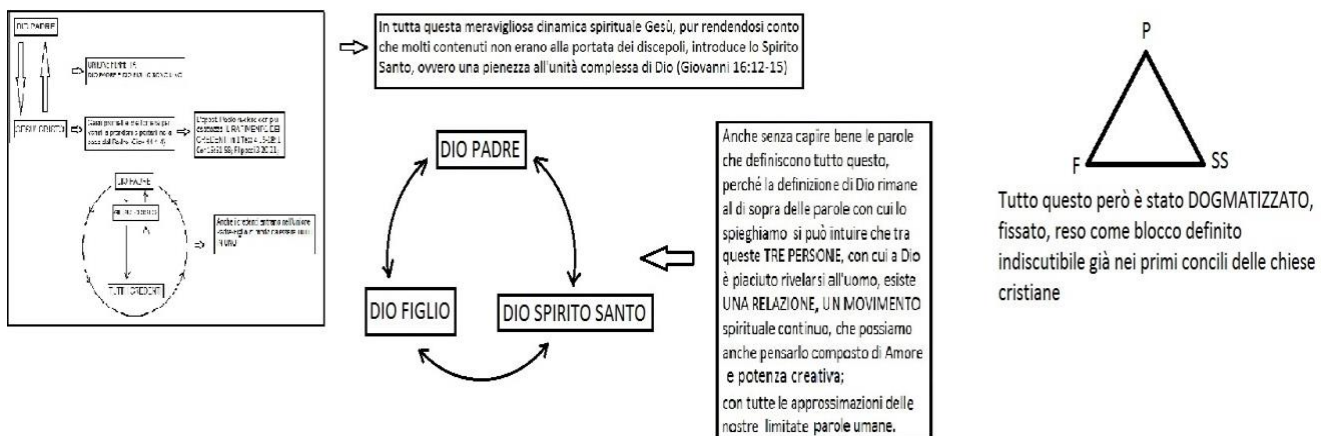 DIO PADRE
DIO PADRE
TUTTI I CREDENTI
In tutta questa meravigliosa dinamica spirituale Gesù, pur rendendosi conto
che molti contenuti non erano alla portata dei discepoli, introduce lo Spirito
Santo, ovvero una pienezza all'unità complessa di Dio (Giovanni 16:12-15)
DIO PADRE
DIO FIGLIO
DIO SPIRITO SANTO
Anche senza capire bene le parole
che definiscono tutto questo,
perché la definizione di Dio rimane
al di sopra delle parole con cui lo
spieghiamo si può intuire che tra
queste TRE PERSONE, con cui a Dio
è piaciuto rivelarsi all'uomo, esiste
UNA RELAZIONE, UN MOVIMENTO
spirituale continuo, che possiamo
anche pensarlo composto di Amore
e potenza creativa;
con tutte le approssimazioni delle
nostre limitate parole umane.
P
F
SS
Tutto questo però è stato DOGMATIZZATO,
fissato, reso come blocco definito
indiscutibile già nei primi concili delle chiese
cristiane